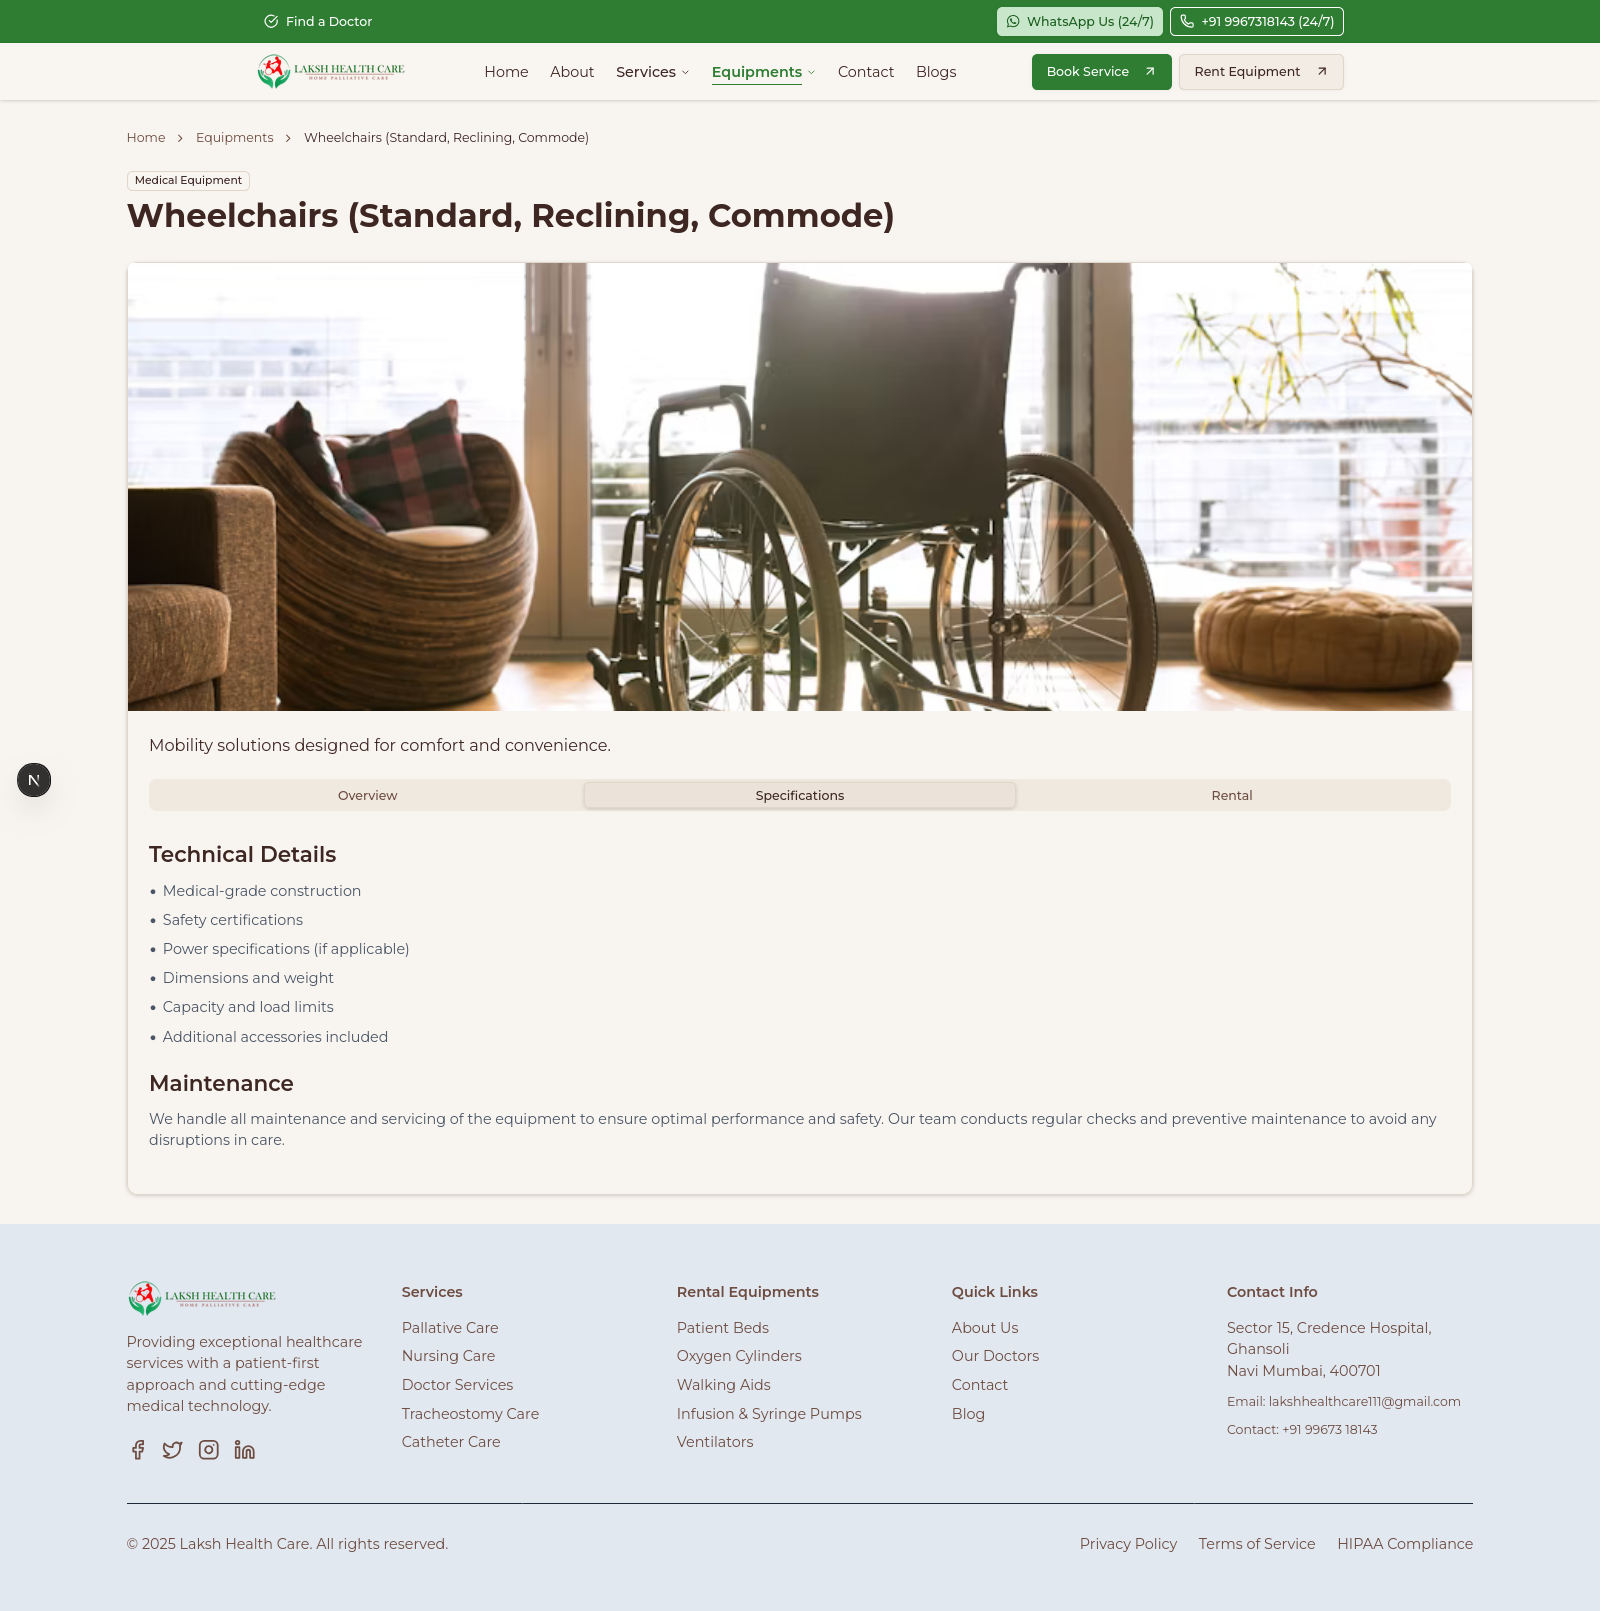 Find a Doctor
WhatsApp Us (24/7)
+91 9967318143 (24/7)
LAKSH HEALTH CARE
HOME PALLIATIVE CARE
Home
About
Services
Equipments
Contact
Blogs
Book Service
Rent Equipment
Home
Equipments
Wheelchairs (Standard, Reclining, Commode)
Medical Equipment
Wheelchairs (Standard, Reclining, Commode)
Mobility solutions designed for comfort and convenience.
N
Overview
Specifications
Rental
Technical Details
• Medical-grade construction
• Safety certifications
• Power specifications (if applicable)
• Dimensions and weight
• Capacity and load limits
• Additional accessories included
Maintenance
We handle all maintenance and servicing of the equipment to ensure optimal performance and safety. Our team conducts regular checks and preventive maintenance to avoid any
disruptions in care.
LAKSH HEALTH CARE
HOME PALLIATIVE CARE
Providing exceptional healthcare
services with a patient-first
approach and cutting-edge
medical technology.
Services
Pallative Care
Nursing Care
Doctor Services
Tracheostomy Care
Catheter Care
Rental Equipments
Patient Beds
Oxygen Cylinders
Walking Aids
Infusion & Syringe Pumps
Ventilators
Quick Links
About Us
Our Doctors
Contact
Blog
Contact Info
Sector 15, Credence Hospital,
Ghansoli
Navi Mumbai, 400701
Email: lakshhealthcare111@gmail.com
Contact: +91 99673 18143
© 2025 Laksh Health Care. All rights reserved.
Privacy Policy
Terms of Service
HIPAA Compliance